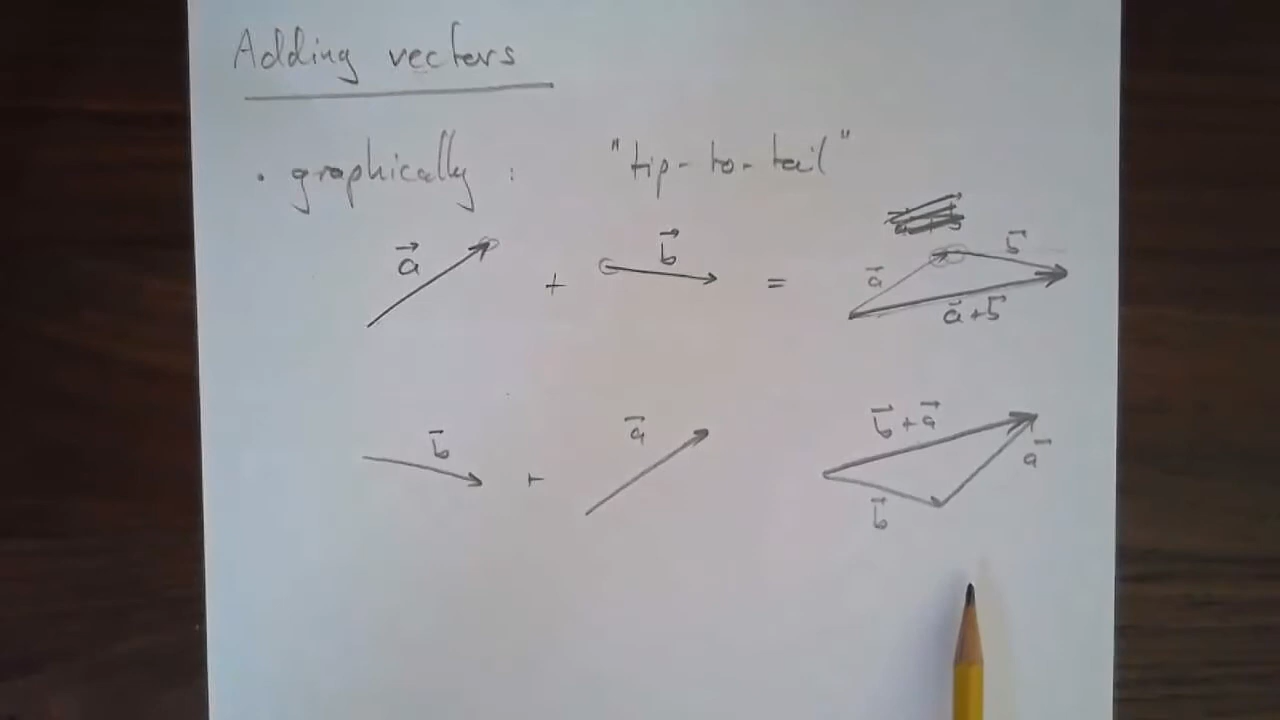 Adding vectors
• graphically : "tip-to-tail"
a⃗ + b⃗ = a⃗ b⃗ a⃗+b⃗
b⃗ + a⃗ b⃗+a⃗ b⃗ a⃗